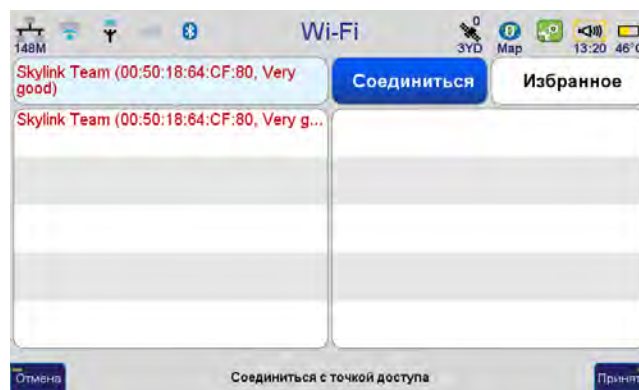 Wi-Fi
0
148M
3YD
Map
13:20
46°C
Skylink Team (00:50:18:64:CF:80, Very
good)
Соединиться
Избранное
Skylink Team (00:50:18:64:CF:80, Very g...
Отмена
Соединиться с точкой доступа
Принят